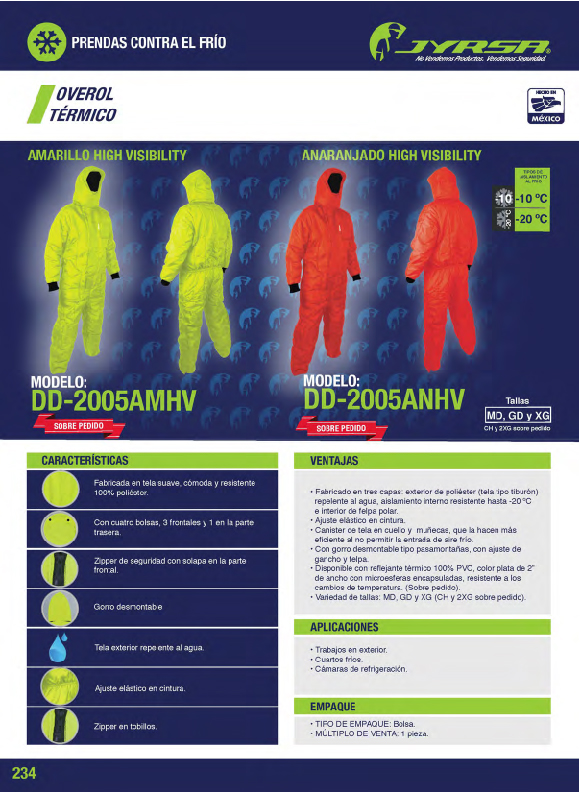 PRENDAS CONTRA EL FRÍO
JYRSA®
No Vendemos Productos. Vendemos Seguridad.
OVEROL
TÉRMICO
HECHO EN
MÉXICO
AMARILLO HIGH VISIBILITY
ANARANJADO HIGH VISIBILITY
TIPOS DE
AISLAMIENTO
-10 -10 °C
-20 °C -20 °C
MODELO:
DD-2005AMHV
SOBRE PEDIDO
MODELO:
DD-2005ANHV
SOBRE PEDIDO
Tallas
MD, GD y XG
CH y 2XG sobre pedido
CARACTERÍSTICAS
Fabricada en tela suave, cómoda y resistente
100% poliéster.
Con cuatro bolsas, 3 frontales y 1 en la parte
trasera.
Zipper de seguridad con solapa en la parte
frontal.
Gorro desmontable
Tela exterior repelente al agua.
Ajuste elástico en cintura.
Zipper en tobillos.
VENTAJAS
• Fabricado en tres capas: exterior de poliéster (tela tipo tiburón)
repelente al agua, aislamiento interno resistente hasta -20°C
e interior de felpa polar.
• Ajuste elástico en cintura.
• Canister de tela en cuello y muñecas, que la hacen más
eficiente al no permitir la entrada de aire frío.
• Con gorro desmontable tipo pasamontañas, con ajuste de
gancho y felpa.
• Disponible con reflejante térmico 100% PVC, color plata de 2"
de ancho con microesferas encapsuladas, resistente a los
cambios de temperatura. (Sobre pedido).
• Variedad de tallas: MD, GD y XG (CH y 2XG sobre pedido).
APLICACIONES
• Trabajos en exterior.
• Cuartos fríos.
• Cámaras de refrigeración.
EMPAQUE
• TIPO DE EMPAQUE: Bolsa.
- MÚLTIPLO DE VENTA: 1 pieza.
234